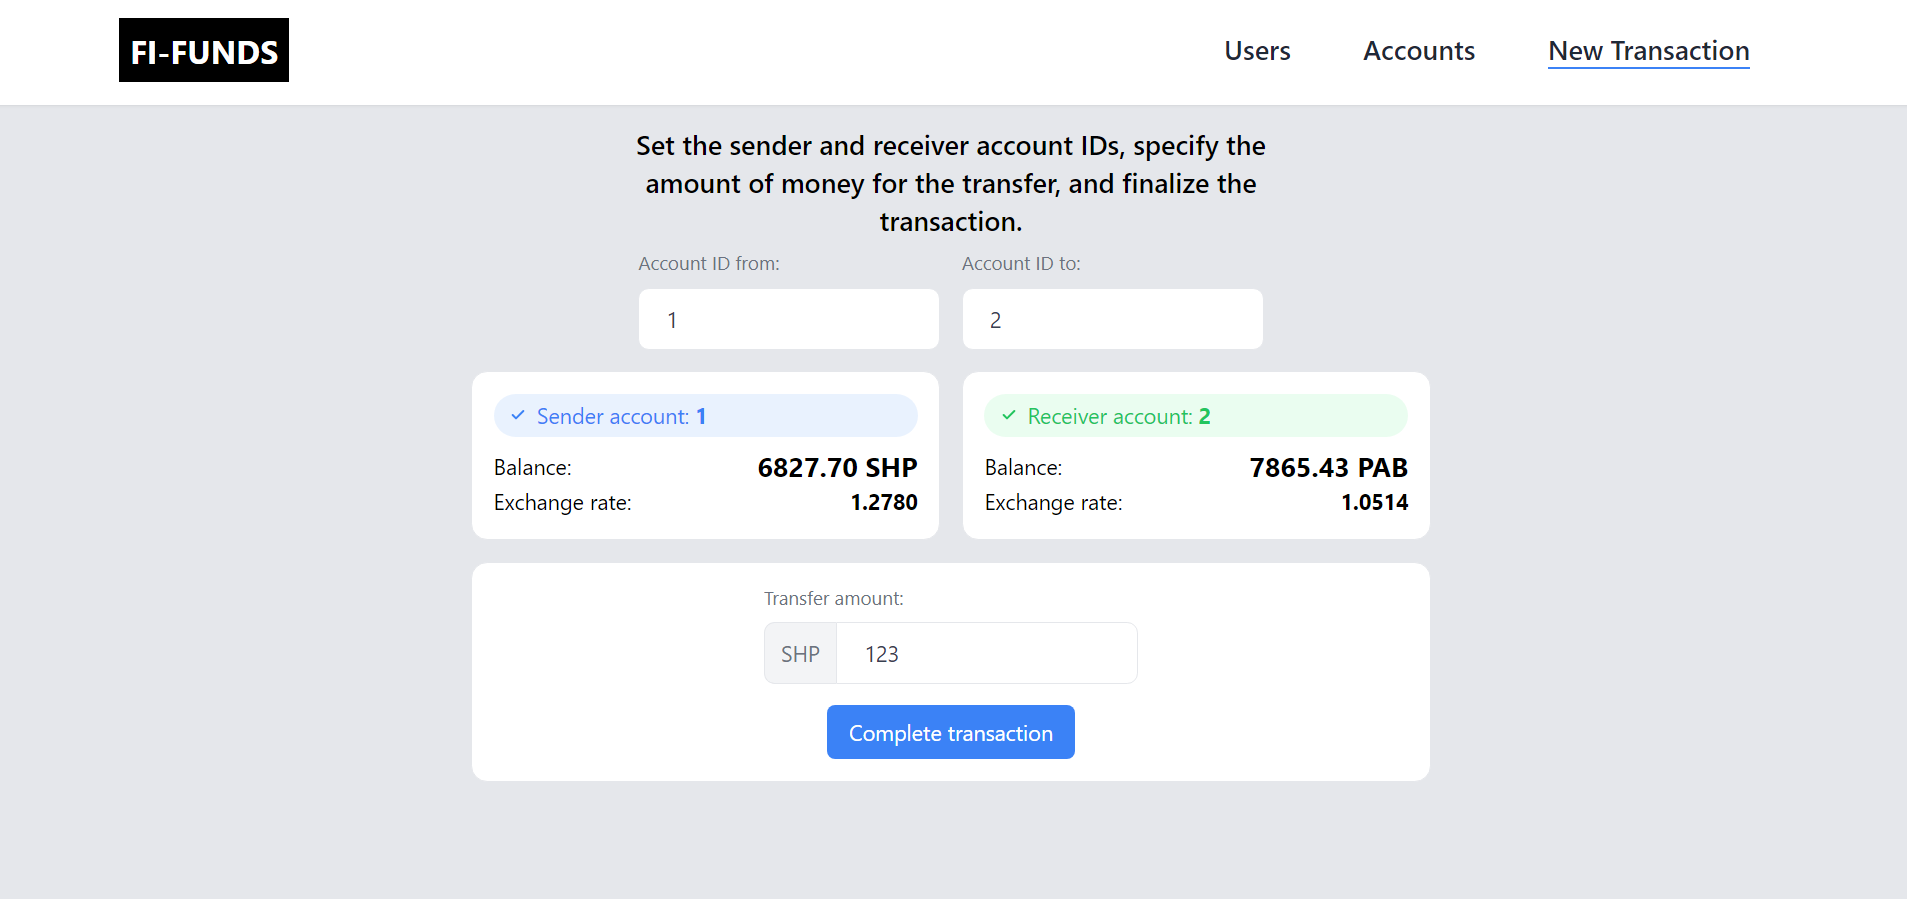 FI-FUNDS
Users
Accounts
New Transaction
Set the sender and receiver account IDs, specify the
amount of money for the transfer, and finalize the
transaction.
Account ID from:
Account ID to:
1
2
Sender account: 1
Balance: 6827.70 SHP
Exchange rate: 1.2780
Receiver account: 2
Balance: 7865.43 PAB
Exchange rate: 1.0514
Transfer amount:
SHP 123
Complete transaction